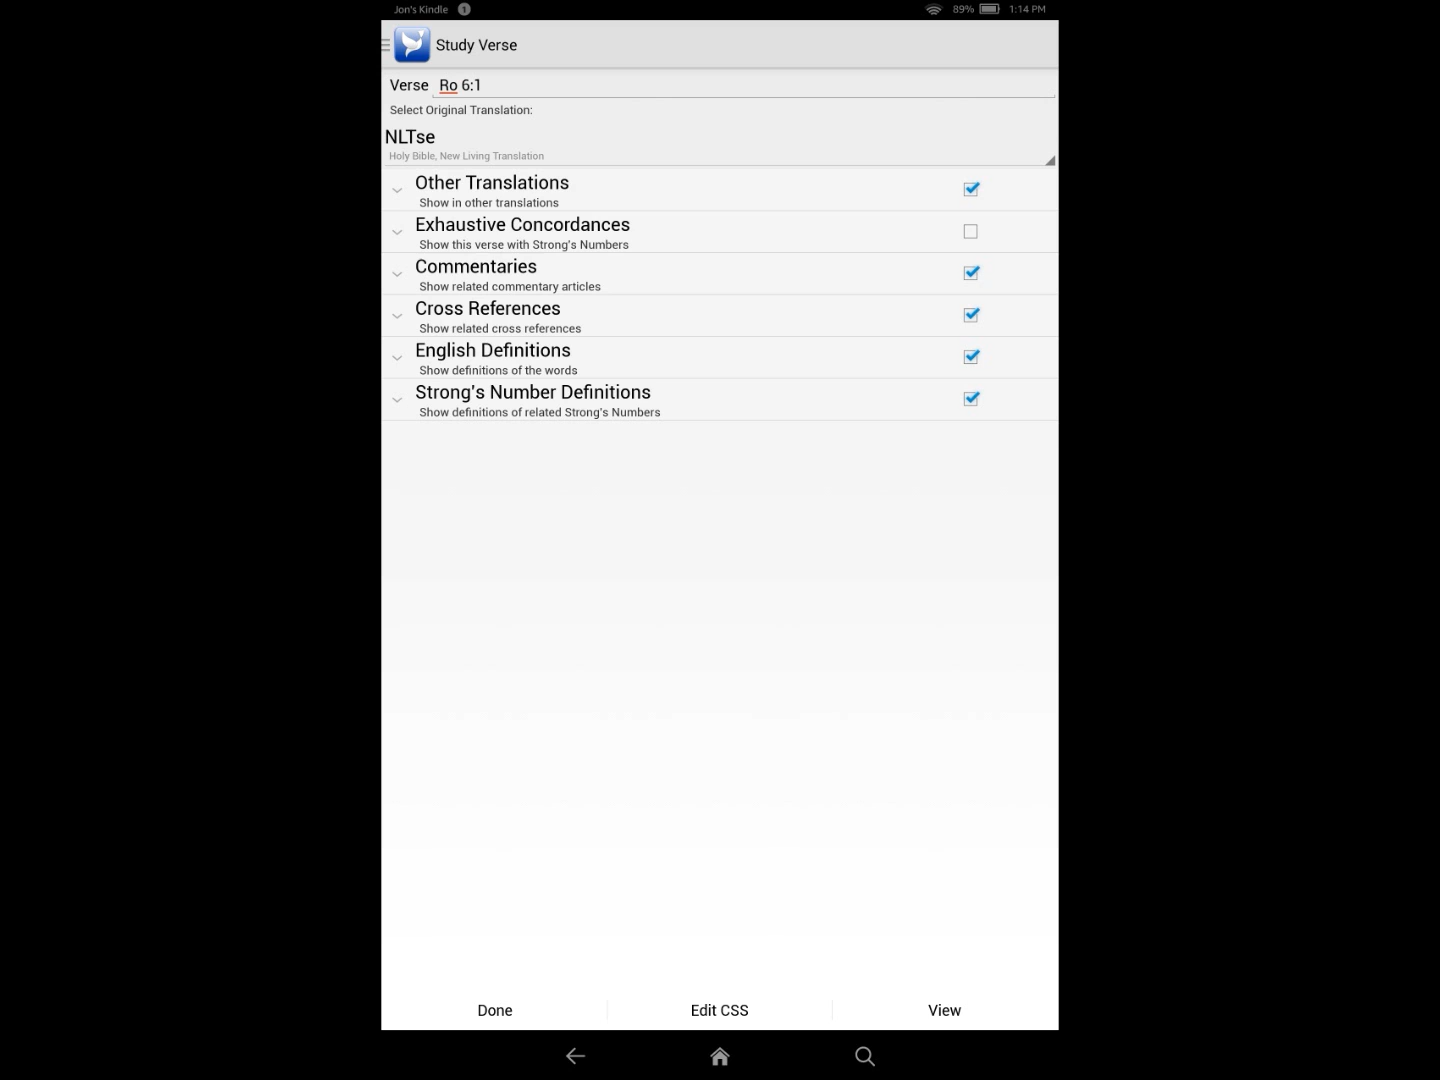 Jon's Kindle 1 89% 1:14 PM
Study Verse
Verse Ro 6:1
Select Original Translation:
NLTse
Holy Bible, New Living Translation
Other Translations
Show in other translations
Exhaustive Concordances
Show this verse with Strong's Numbers
Commentaries
Show related commentary articles
Cross References
Show related cross references
English Definitions
Show definitions of the words
Strong's Number Definitions
Show definitions of related Strong's Numbers
Done Edit CSS View